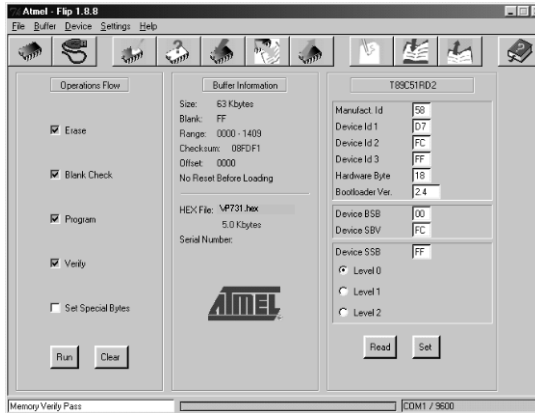 Atmel - Flip 1.8.8
File Buffer Device Settings Help
Operations Flow
Erase
Blank Check
Program
Verify
Set Special Bytes
Run Clear
Buffer Information
Size: 63 Kbytes
Blank: FF
Range: 0000 - 1409
Checksum: 08FDF1
Offset: 0000
No Reset Before Loading
HEX File: \VP731.hex
5.0 Kbytes
Serial Number:
ATMEL
T89C51RD2
Manufact. Id 58
Device Id 1 D7
Device Id 2 FC
Device Id 3 FF
Hardware Byte 18
Bootloader Ver. 2.4
Device BSB 00
Device SBV FC
Device SSB FF
Level 0
Level 1
Level 2
Read Set
Memory Verify Pass
COM1 / 9600